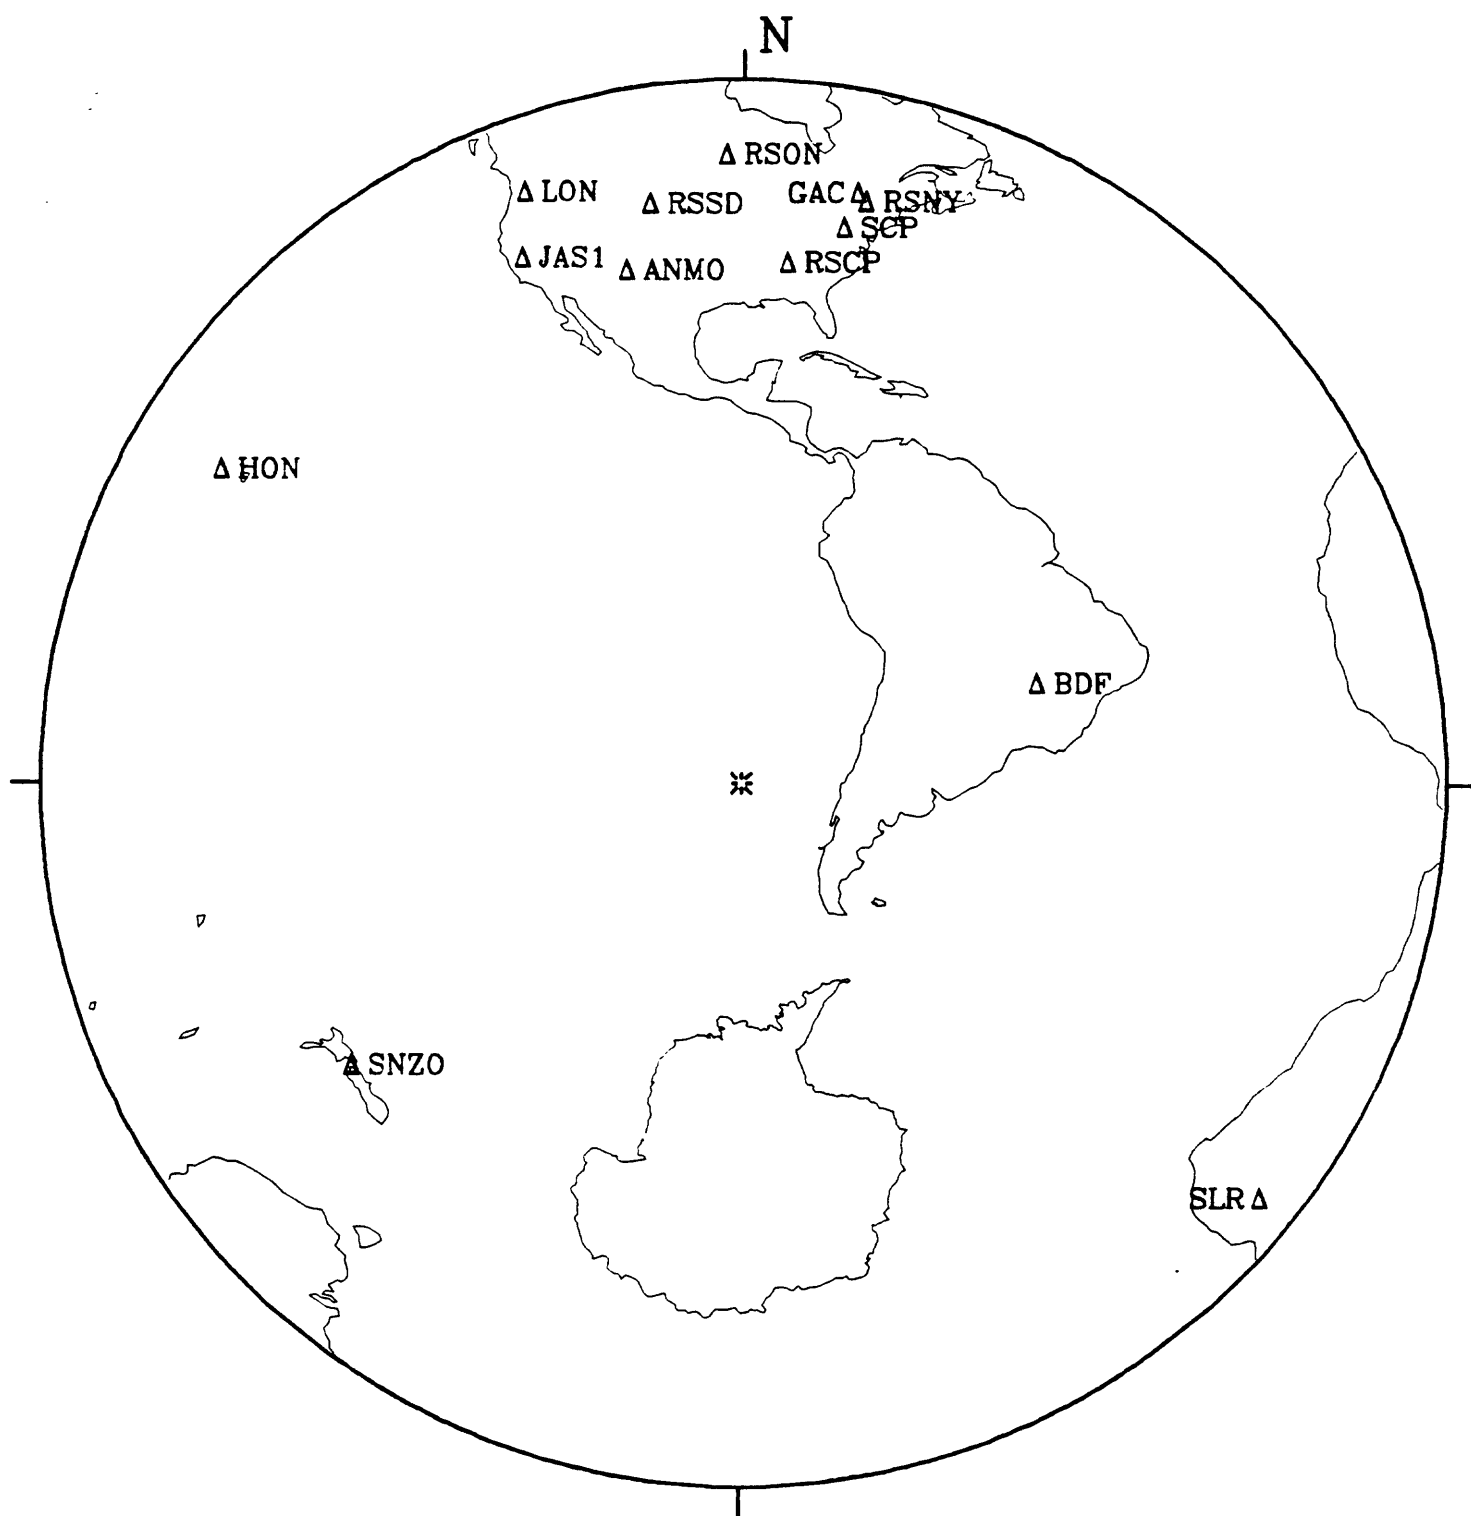 N
RSON
LON
RSSD
GAC
RSNY
SCP
JAS1
ANMO
RSCP
HON
BDF
SNZO
SLR